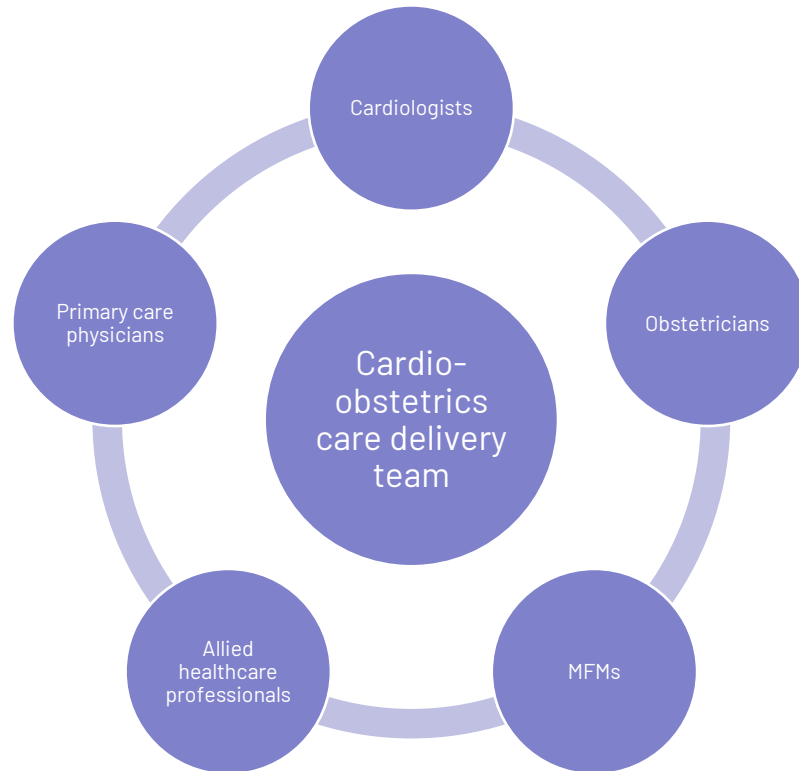 Cardiologists
Primary care
physicians
Obstetricians
Cardio-
obstetrics
care delivery
team
Allied
healthcare
professionals
MFMs